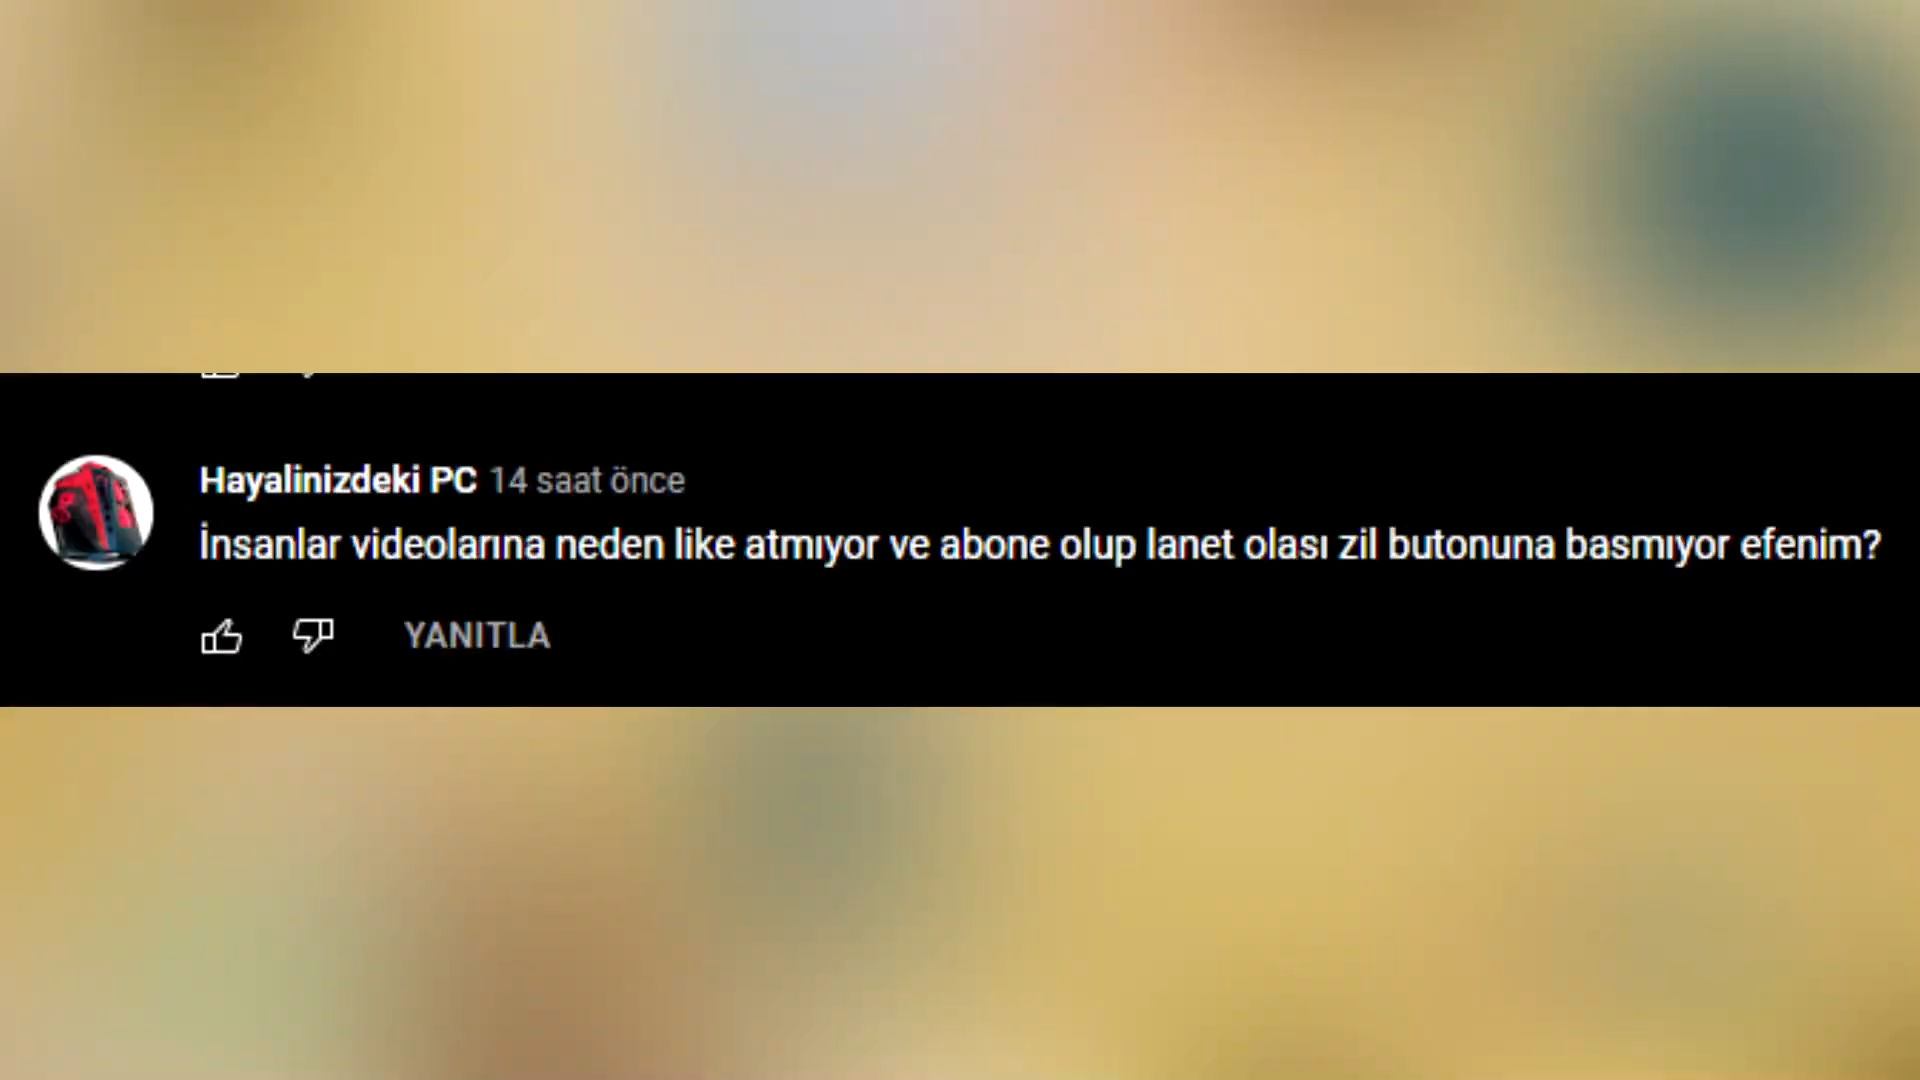 Hayalinizdeki PC 14 saat önce
İnsanlar videolarına neden like atmıyor ve abone olup lanet olası zil butonuna basmıyor efenim?
YANITLA